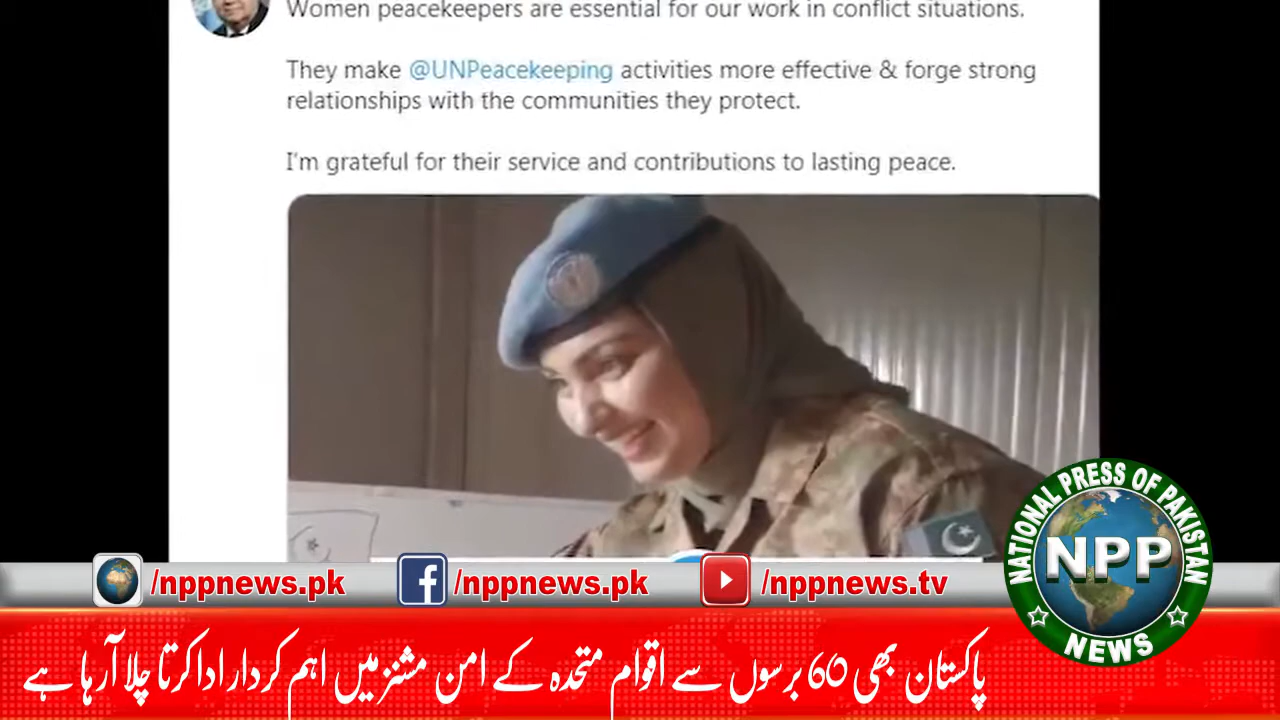 Women peacekeepers are essential for our work in conflict situations.
They make @UNPeacekeeping activities more effective & forge strong
relationships with the communities they protect.
I'm grateful for their service and contributions to lasting peace.
NATIONAL PRESS OF PAKISTAN
NPP
NEWS
/nppnews.pk
/nppnews.pk
/nppnews.tv
پاکستان بھی 60 برسوں سے اقوام متحدہ کے امن مشنز میں اہم کردار ادا کرتا چلا آرہا ہے